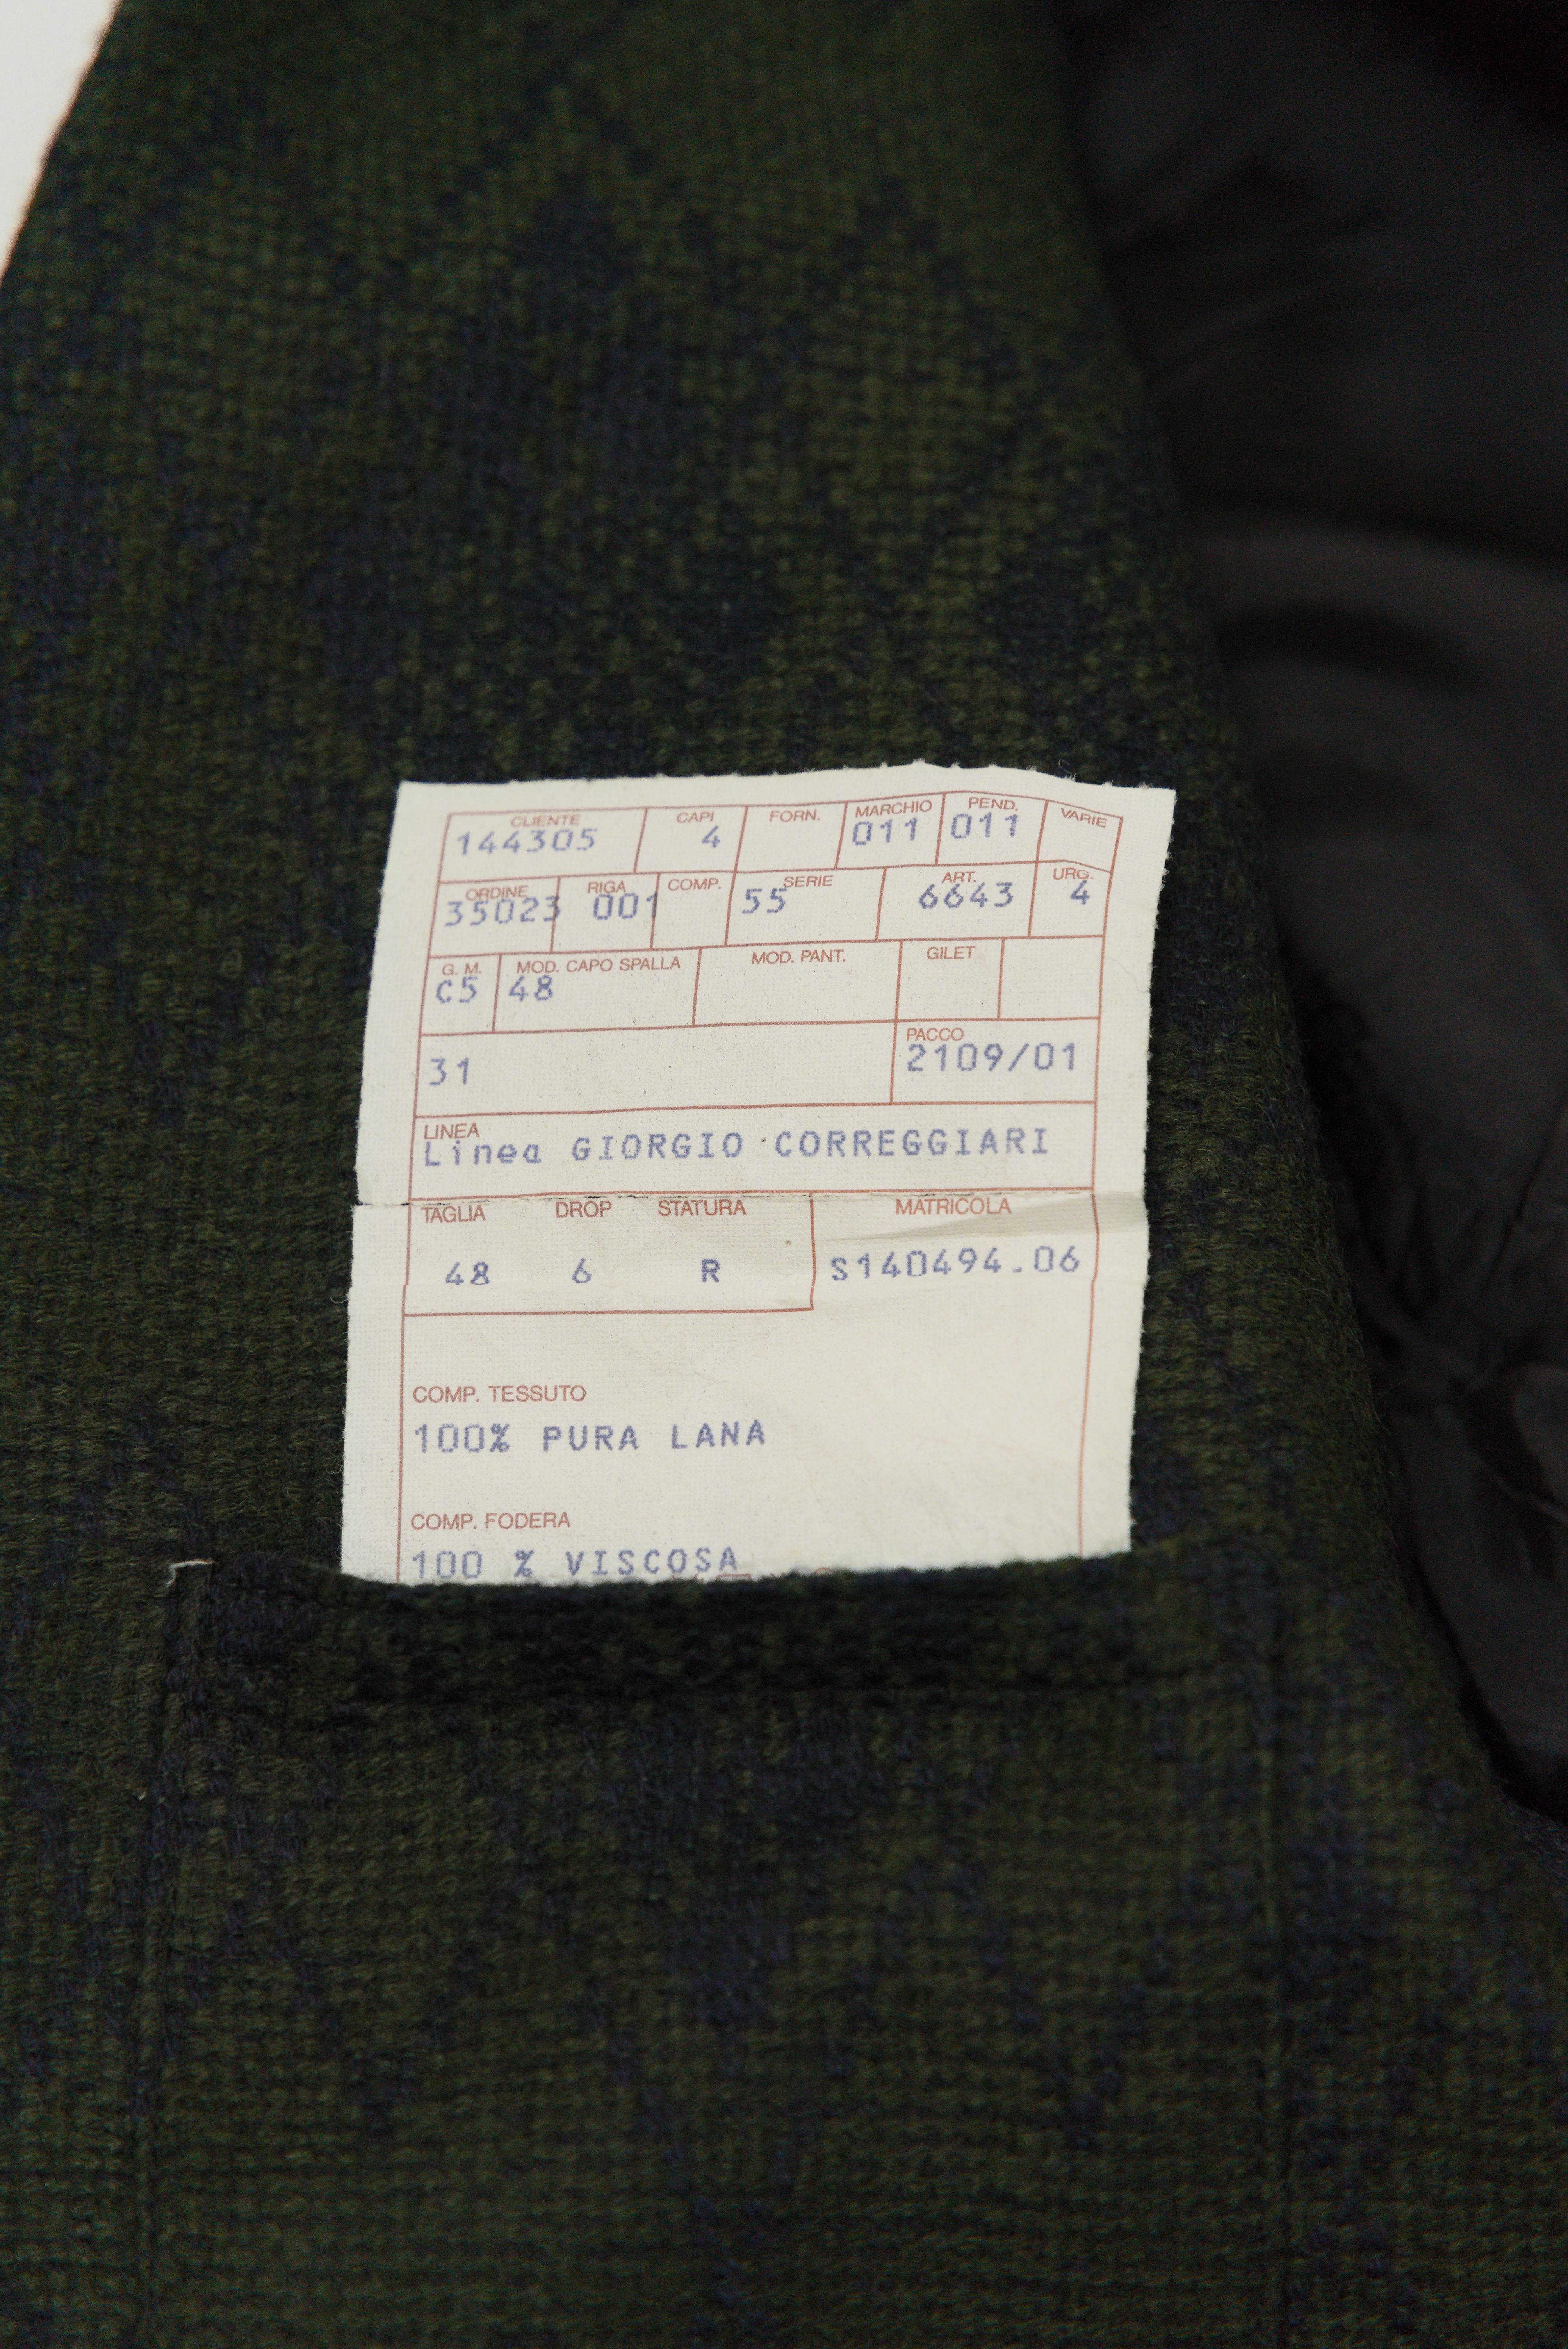 CLIENTE CAPI FORN. MARCHIO PEND. VARIE
144305 4 011 011
ORDINE RIGA COMP. SERIE ART. URG.
35023 001 55 6643 4
G. M. MOD. CAPO SPALLA MOD. PANT. GILET
C5 48
PACCO
31 2109/01
LINEA
Linea GIORGIO CORREGGIARI
TAGLIA DROP STATURA MATRICOLA
48 6 R S140494.06
COMP. TESSUTO
100% PURA LANA
COMP. FODERA
100 % VISCOSA